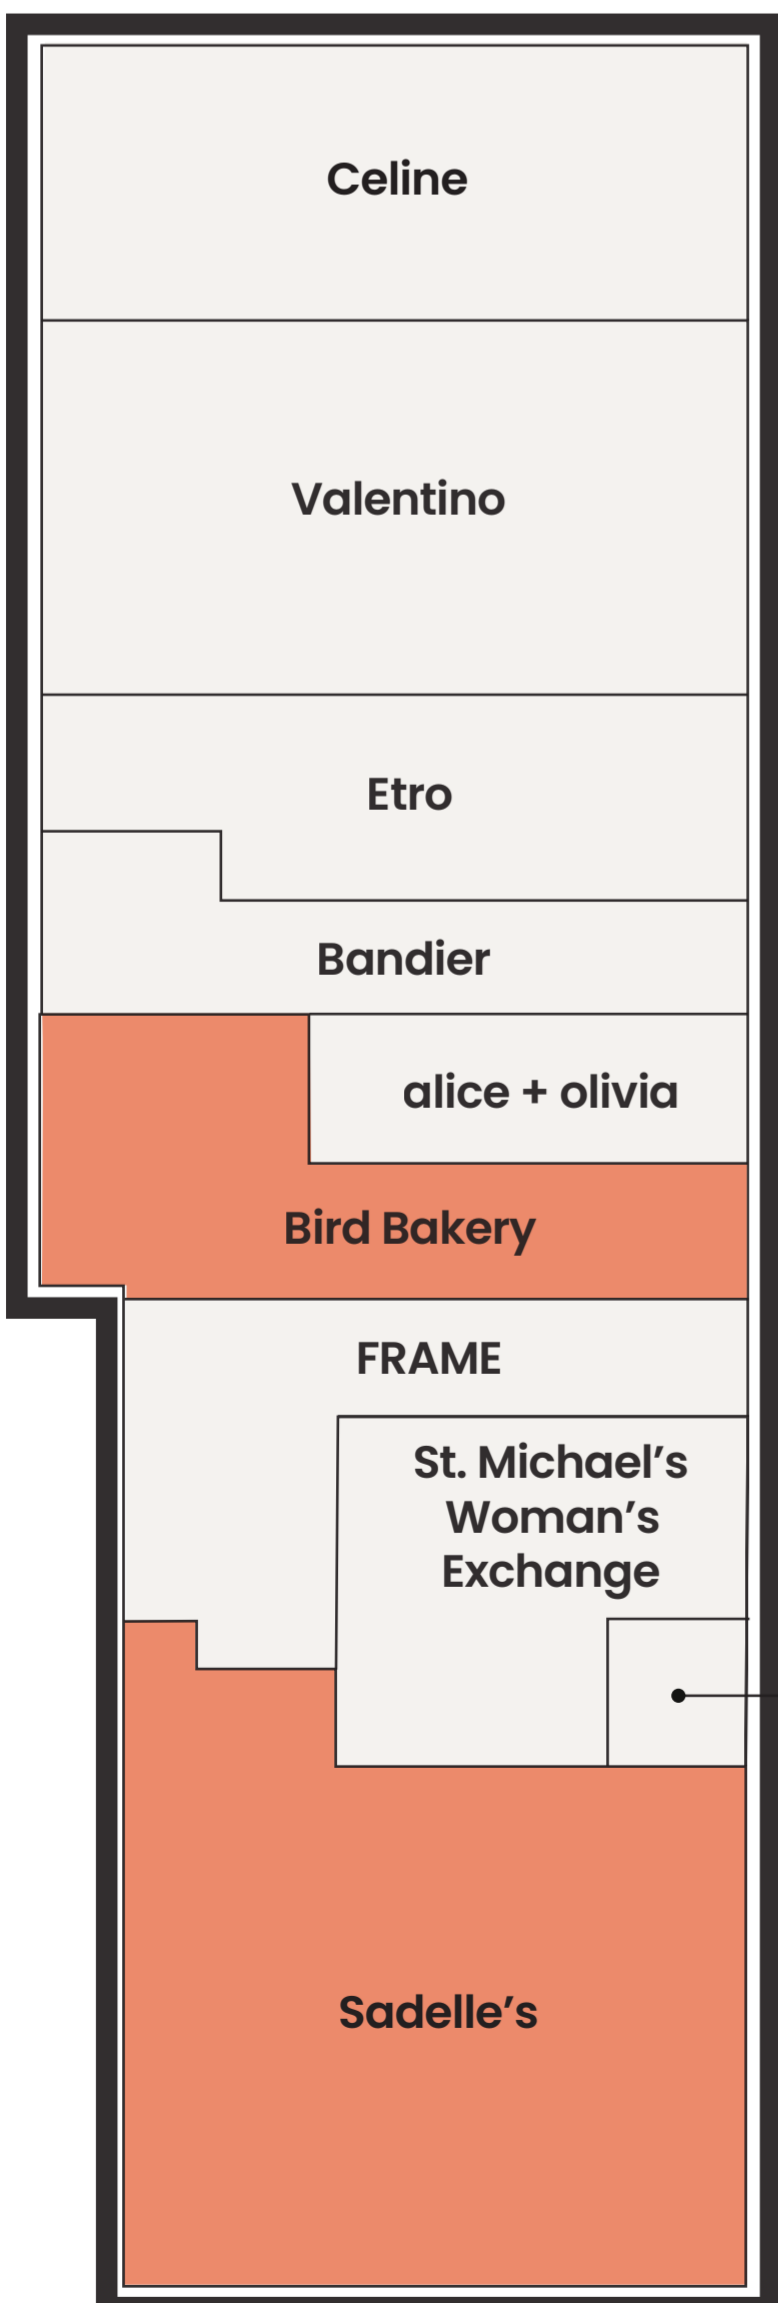 Celine
Valentino
Etro
Bandier
alice + olivia
Bird Bakery
FRAME
St. Michael’s
Woman’s
Exchange
Sadelle’s